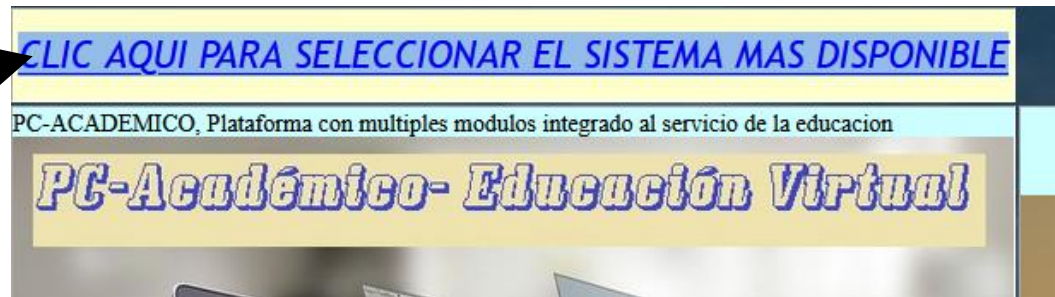 CLIC AQUI PARA SELECCIONAR EL SISTEMA MAS DISPONIBLE
PC-ACADEMICO, Plataforma con multiples modulos integrado al servicio de la educacion
PC-Académico- Educación Virtual